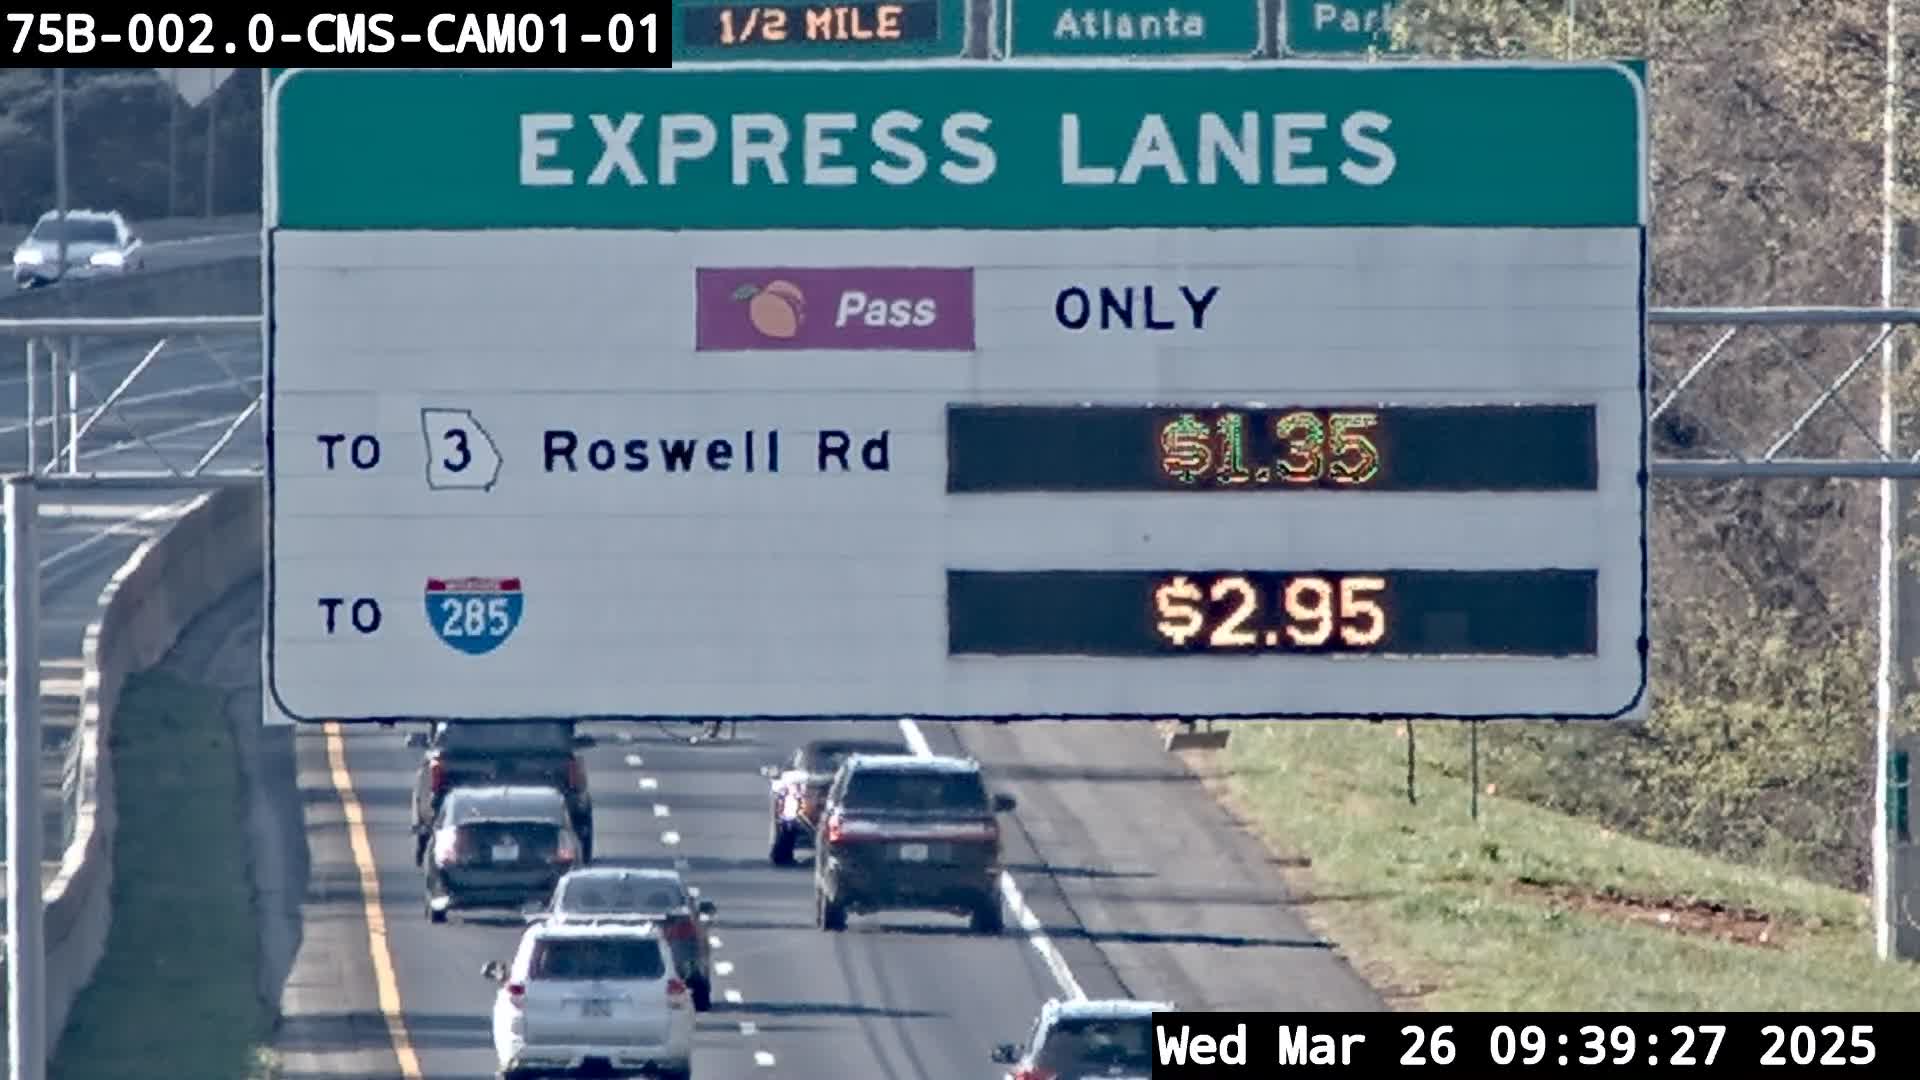 75B-002.0-CMS-CAM01-01
1/2 MILE
Atlanta
EXPRESS LANES
Pass ONLY
TO 3 Roswell Rd $1.35
TO 285 $2.95
Wed Mar 26 09:39:27 2025